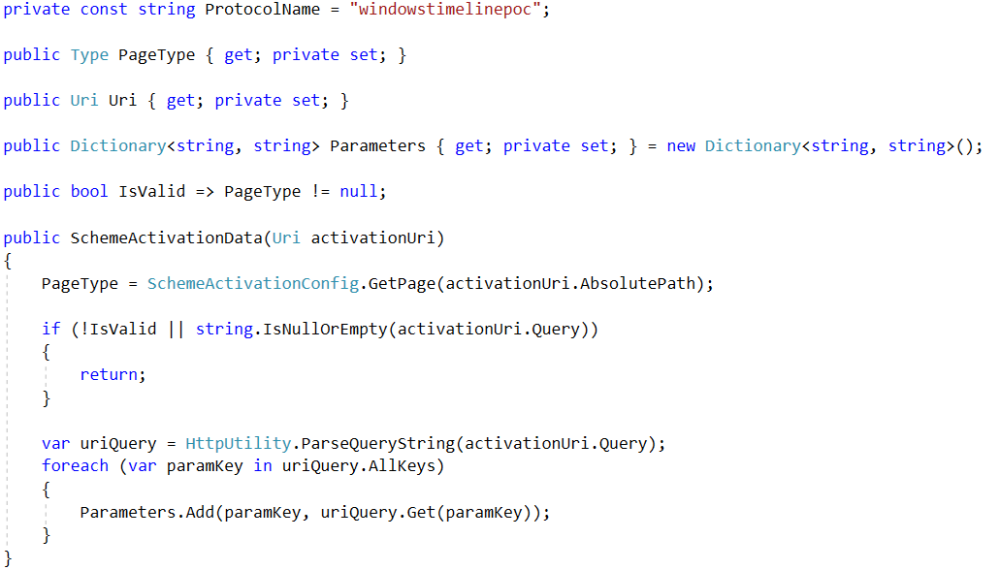 private const string ProtocolName = "windowstimelinepoc";
public Type PageType { get; private set; }
public Uri Uri { get; private set; }
public Dictionary<string, string> Parameters { get; private set; } = new Dictionary<string, string>();
public bool IsValid => PageType != null;
public SchemeActivationData(Uri activationUri)
{
    PageType = SchemeActivationConfig.GetPage(activationUri.AbsolutePath);
    if (!IsValid || string.IsNullOrEmpty(activationUri.Query))
    {
        return;
    }
    var uriQuery = HttpUtility.ParseQueryString(activationUri.Query);
    foreach (var paramKey in uriQuery.AllKeys)
    {
        Parameters.Add(paramKey, uriQuery.Get(paramKey));
    }
}